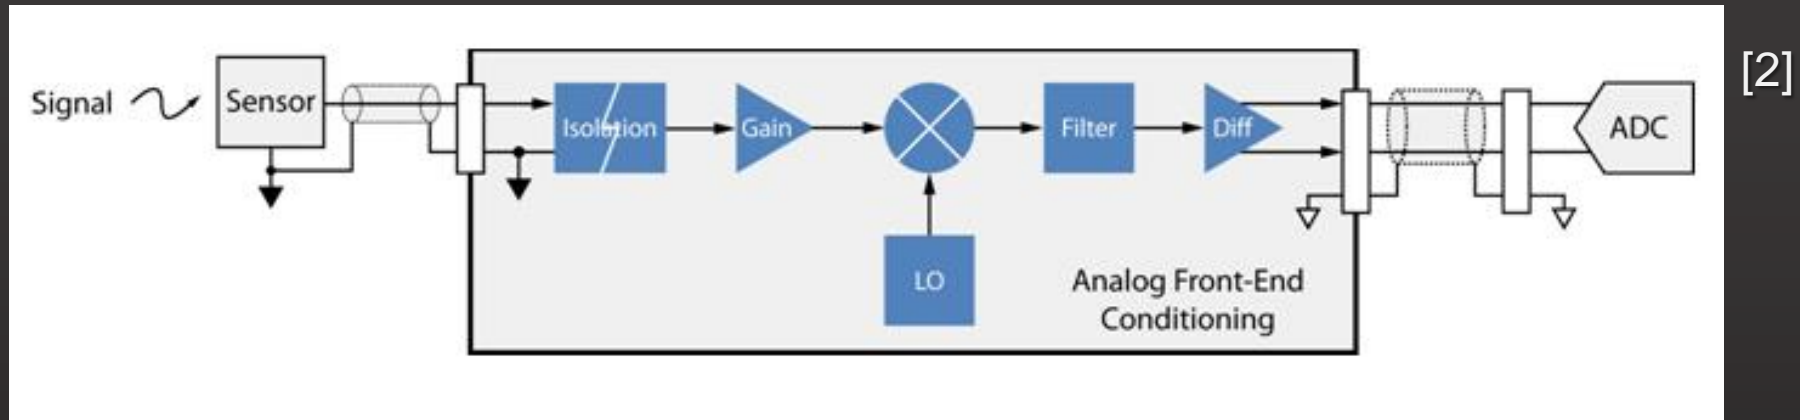 Signal
Sensor
Isolation
Gain
Filter
Diff
ADC
[2]
LO
Analog Front-End
Conditioning